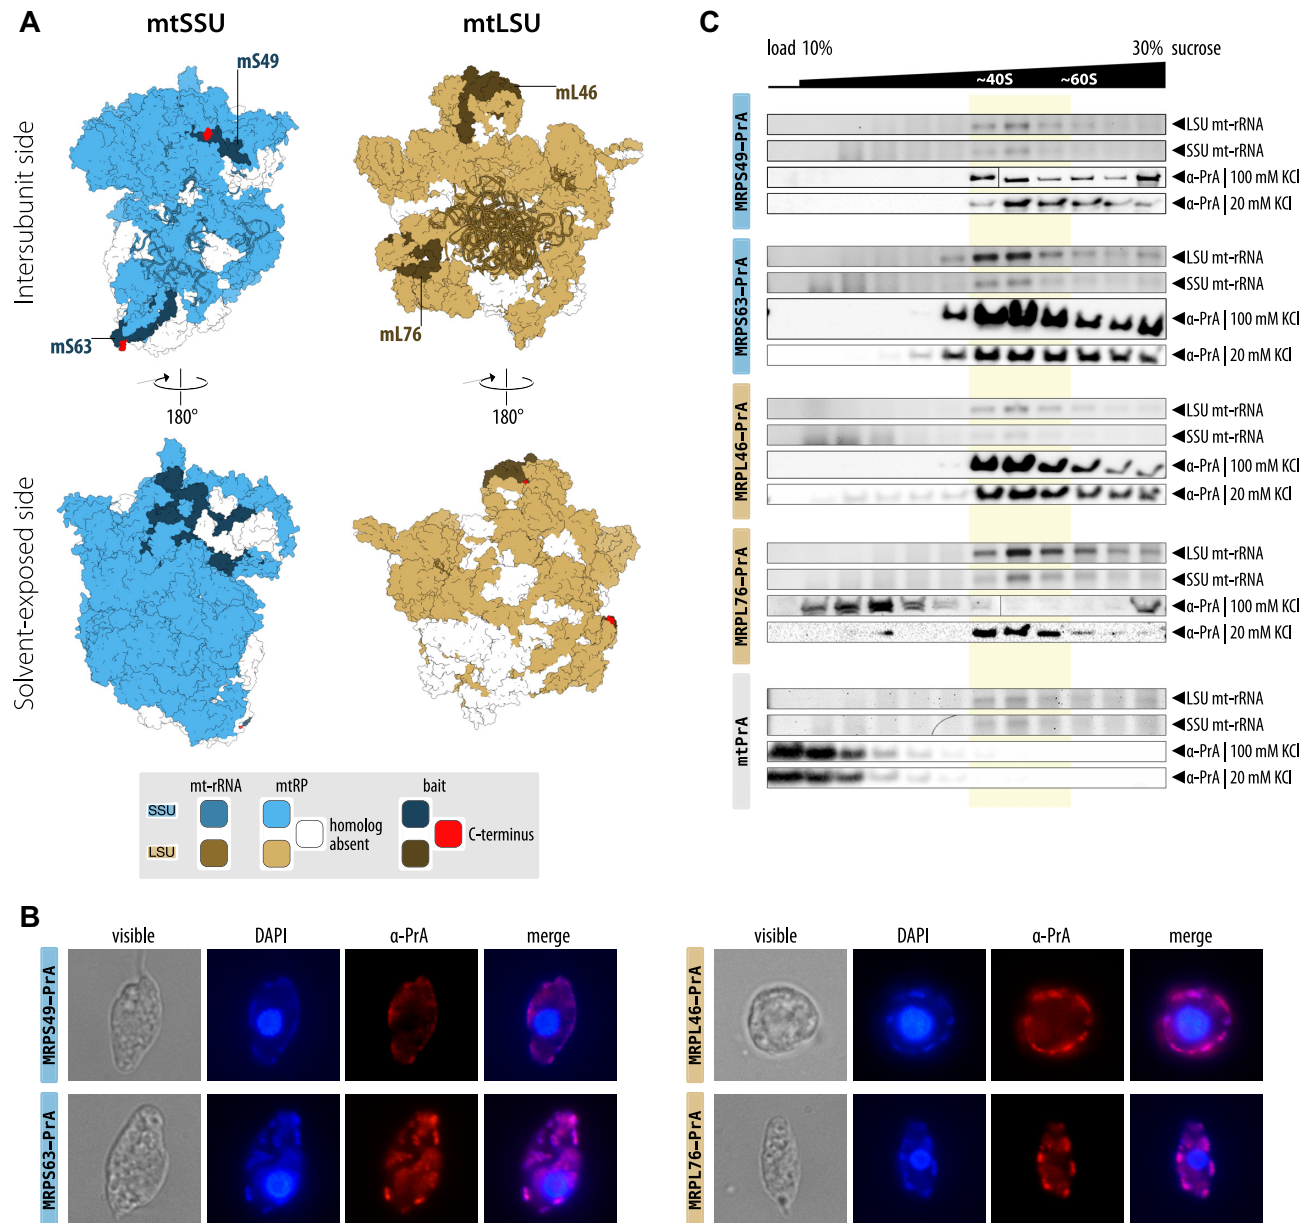 A
mtSSU
mtLSU
Intersubunit side
mS49
mL46
mS63
mL76
180°
180°
Solvent-exposed side
mt-rRNA
mtRP
bait
SSU
LSU
homolog
absent
C-terminus
B
visible
DAPI
α-PrA
merge
MRPS49-PrA
MRPS63-PrA
visible
DAPI
α-PrA
merge
MRPL46-PrA
MRPL76-PrA
C
load 10%
30% sucrose
~40S
~60S
MRPS49-PrA
LSU mt-rRNA
SSU mt-rRNA
α-PrA | 100 mM KCl
α-PrA | 20 mM KCl
MRPS63-PrA
LSU mt-rRNA
SSU mt-rRNA
α-PrA | 100 mM KCl
α-PrA | 20 mM KCl
MRPL46-PrA
LSU mt-rRNA
SSU mt-rRNA
α-PrA | 100 mM KCl
α-PrA | 20 mM KCl
MRPL76-PrA
LSU mt-rRNA
SSU mt-rRNA
α-PrA | 100 mM KCl
α-PrA | 20 mM KCl
mtPrA
LSU mt-rRNA
SSU mt-rRNA
α-PrA | 100 mM KCl
α-PrA | 20 mM KCl